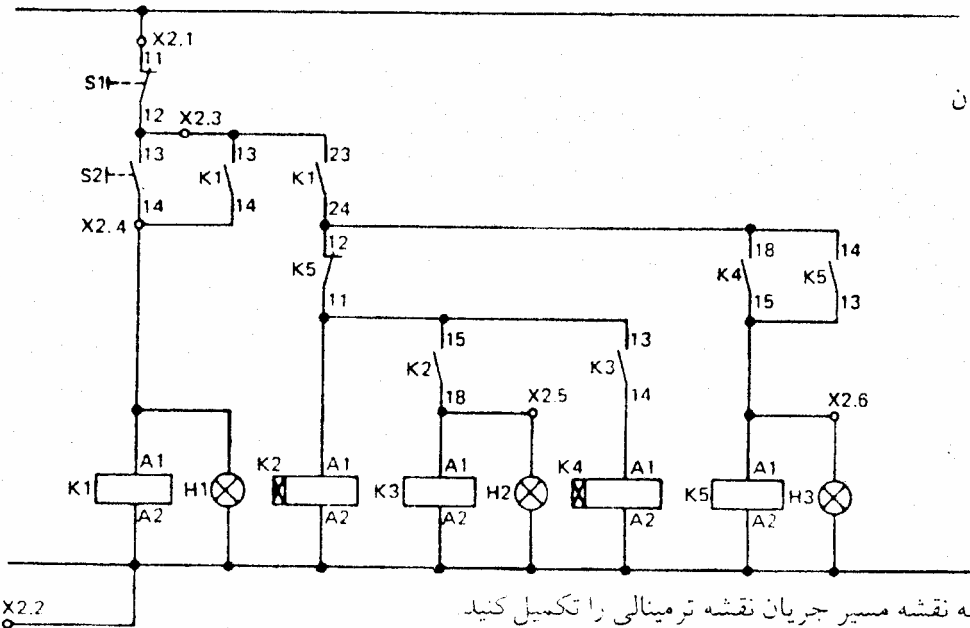 X2.1
11
S1
ن
12
X2.3
13
13
23
S2
K1
K1
14
14
24
X2.4
12
18
14
K5
K4
K5
11
15
13
15
13
K2
K3
18
14
X2.5
X2.6
K1
A1
H1
K2
A1
K3
A1
H2
K4
A1
K5
A1
H3
A2
A2
A2
A2
A2
X2.2
ه نقشه مسیر جریان نقشه ترمینالی را تکمیل کنید